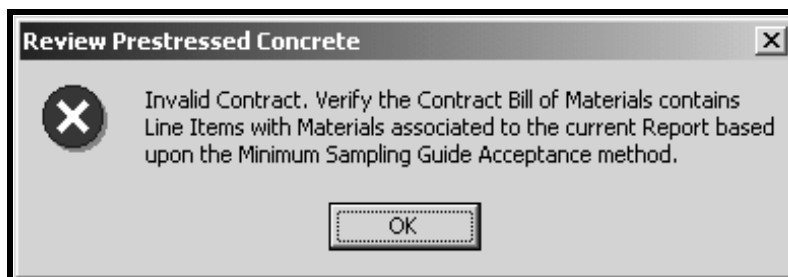 Review Prestressed Concrete
Invalid Contract. Verify the Contract Bill of Materials contains
Line Items with Materials associated to the current Report based
upon the Minimum Sampling Guide Acceptance method.
OK